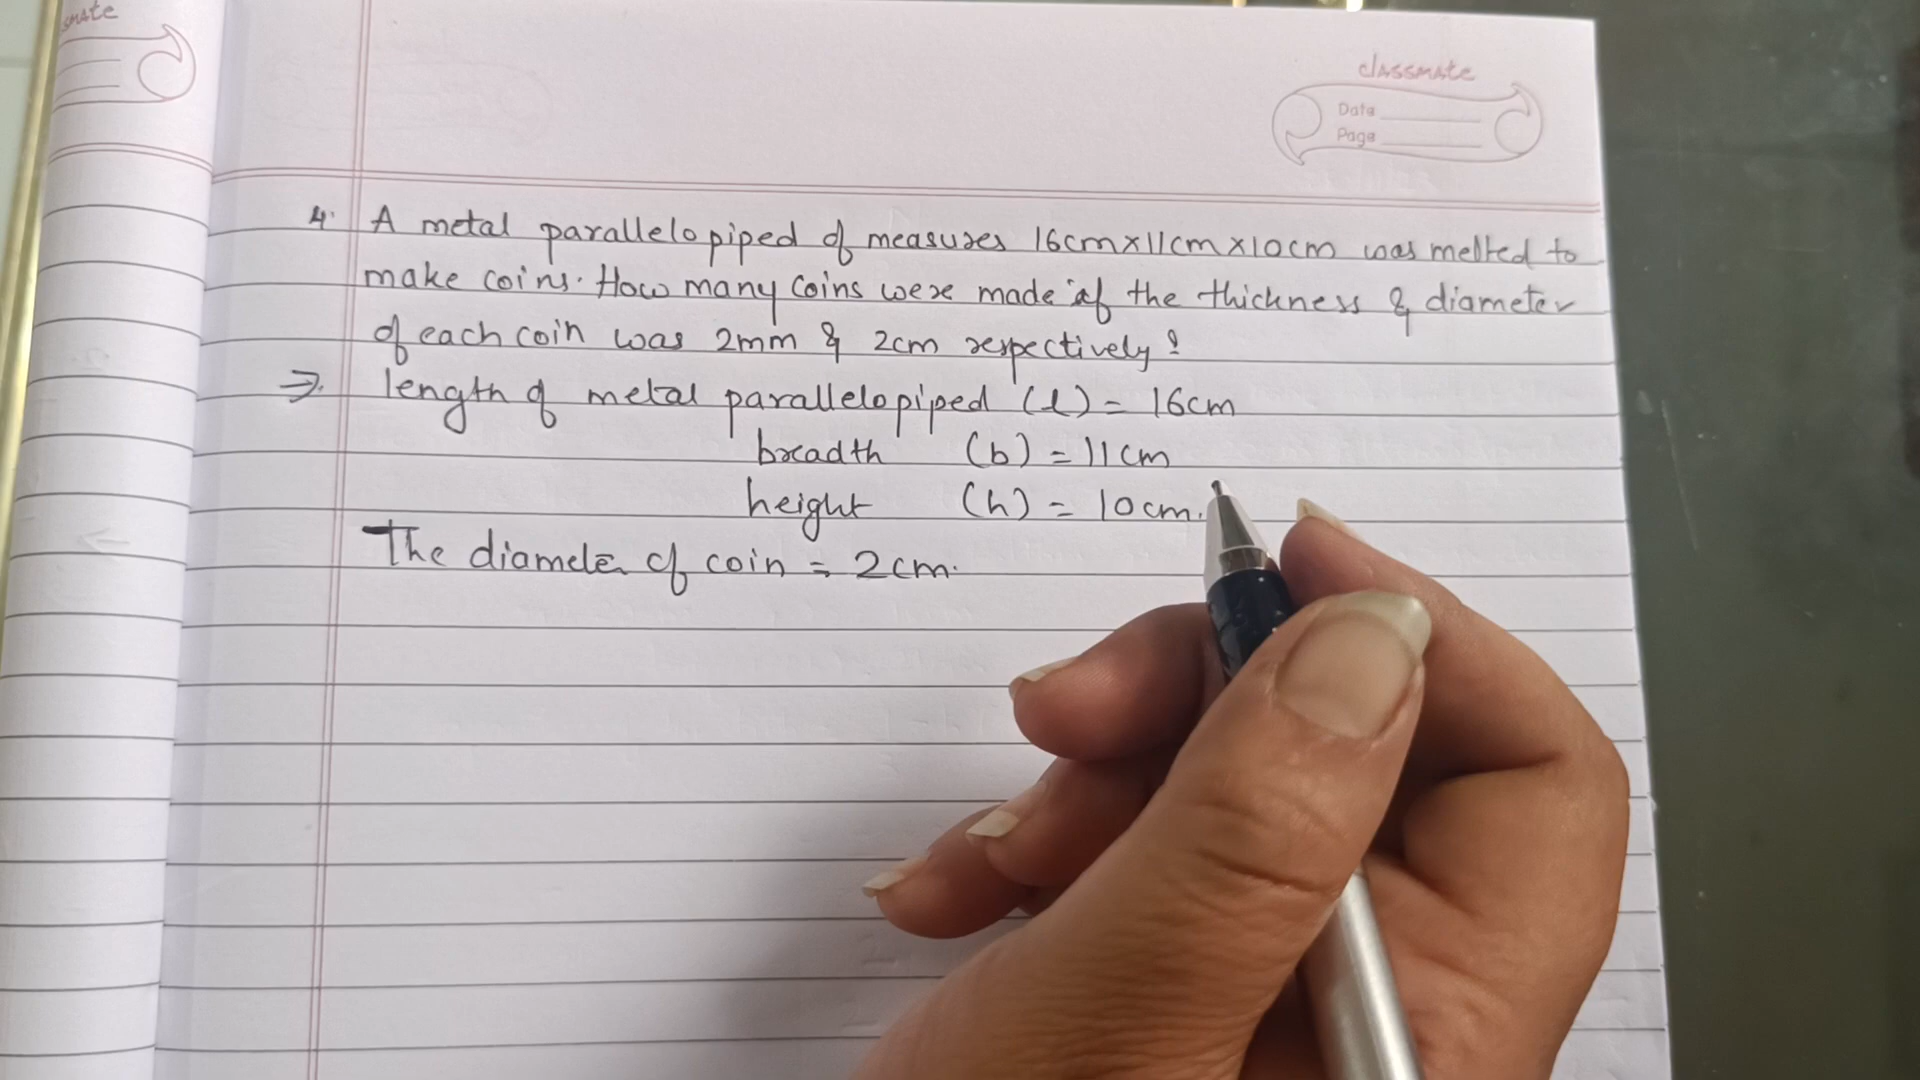 classmate
Date
Page
4. A metal parallelopiped of measures 16cm×11cm×10cm was melted to
make coins. How many coins were made if the thickness & diameter
of each coin was 2mm & 2cm respectively?
⇒. length of metal parallelopiped (l) = 16cm
breadth (b) = 11cm
height (h) = 10cm.
The diameter of coin = 2cm.